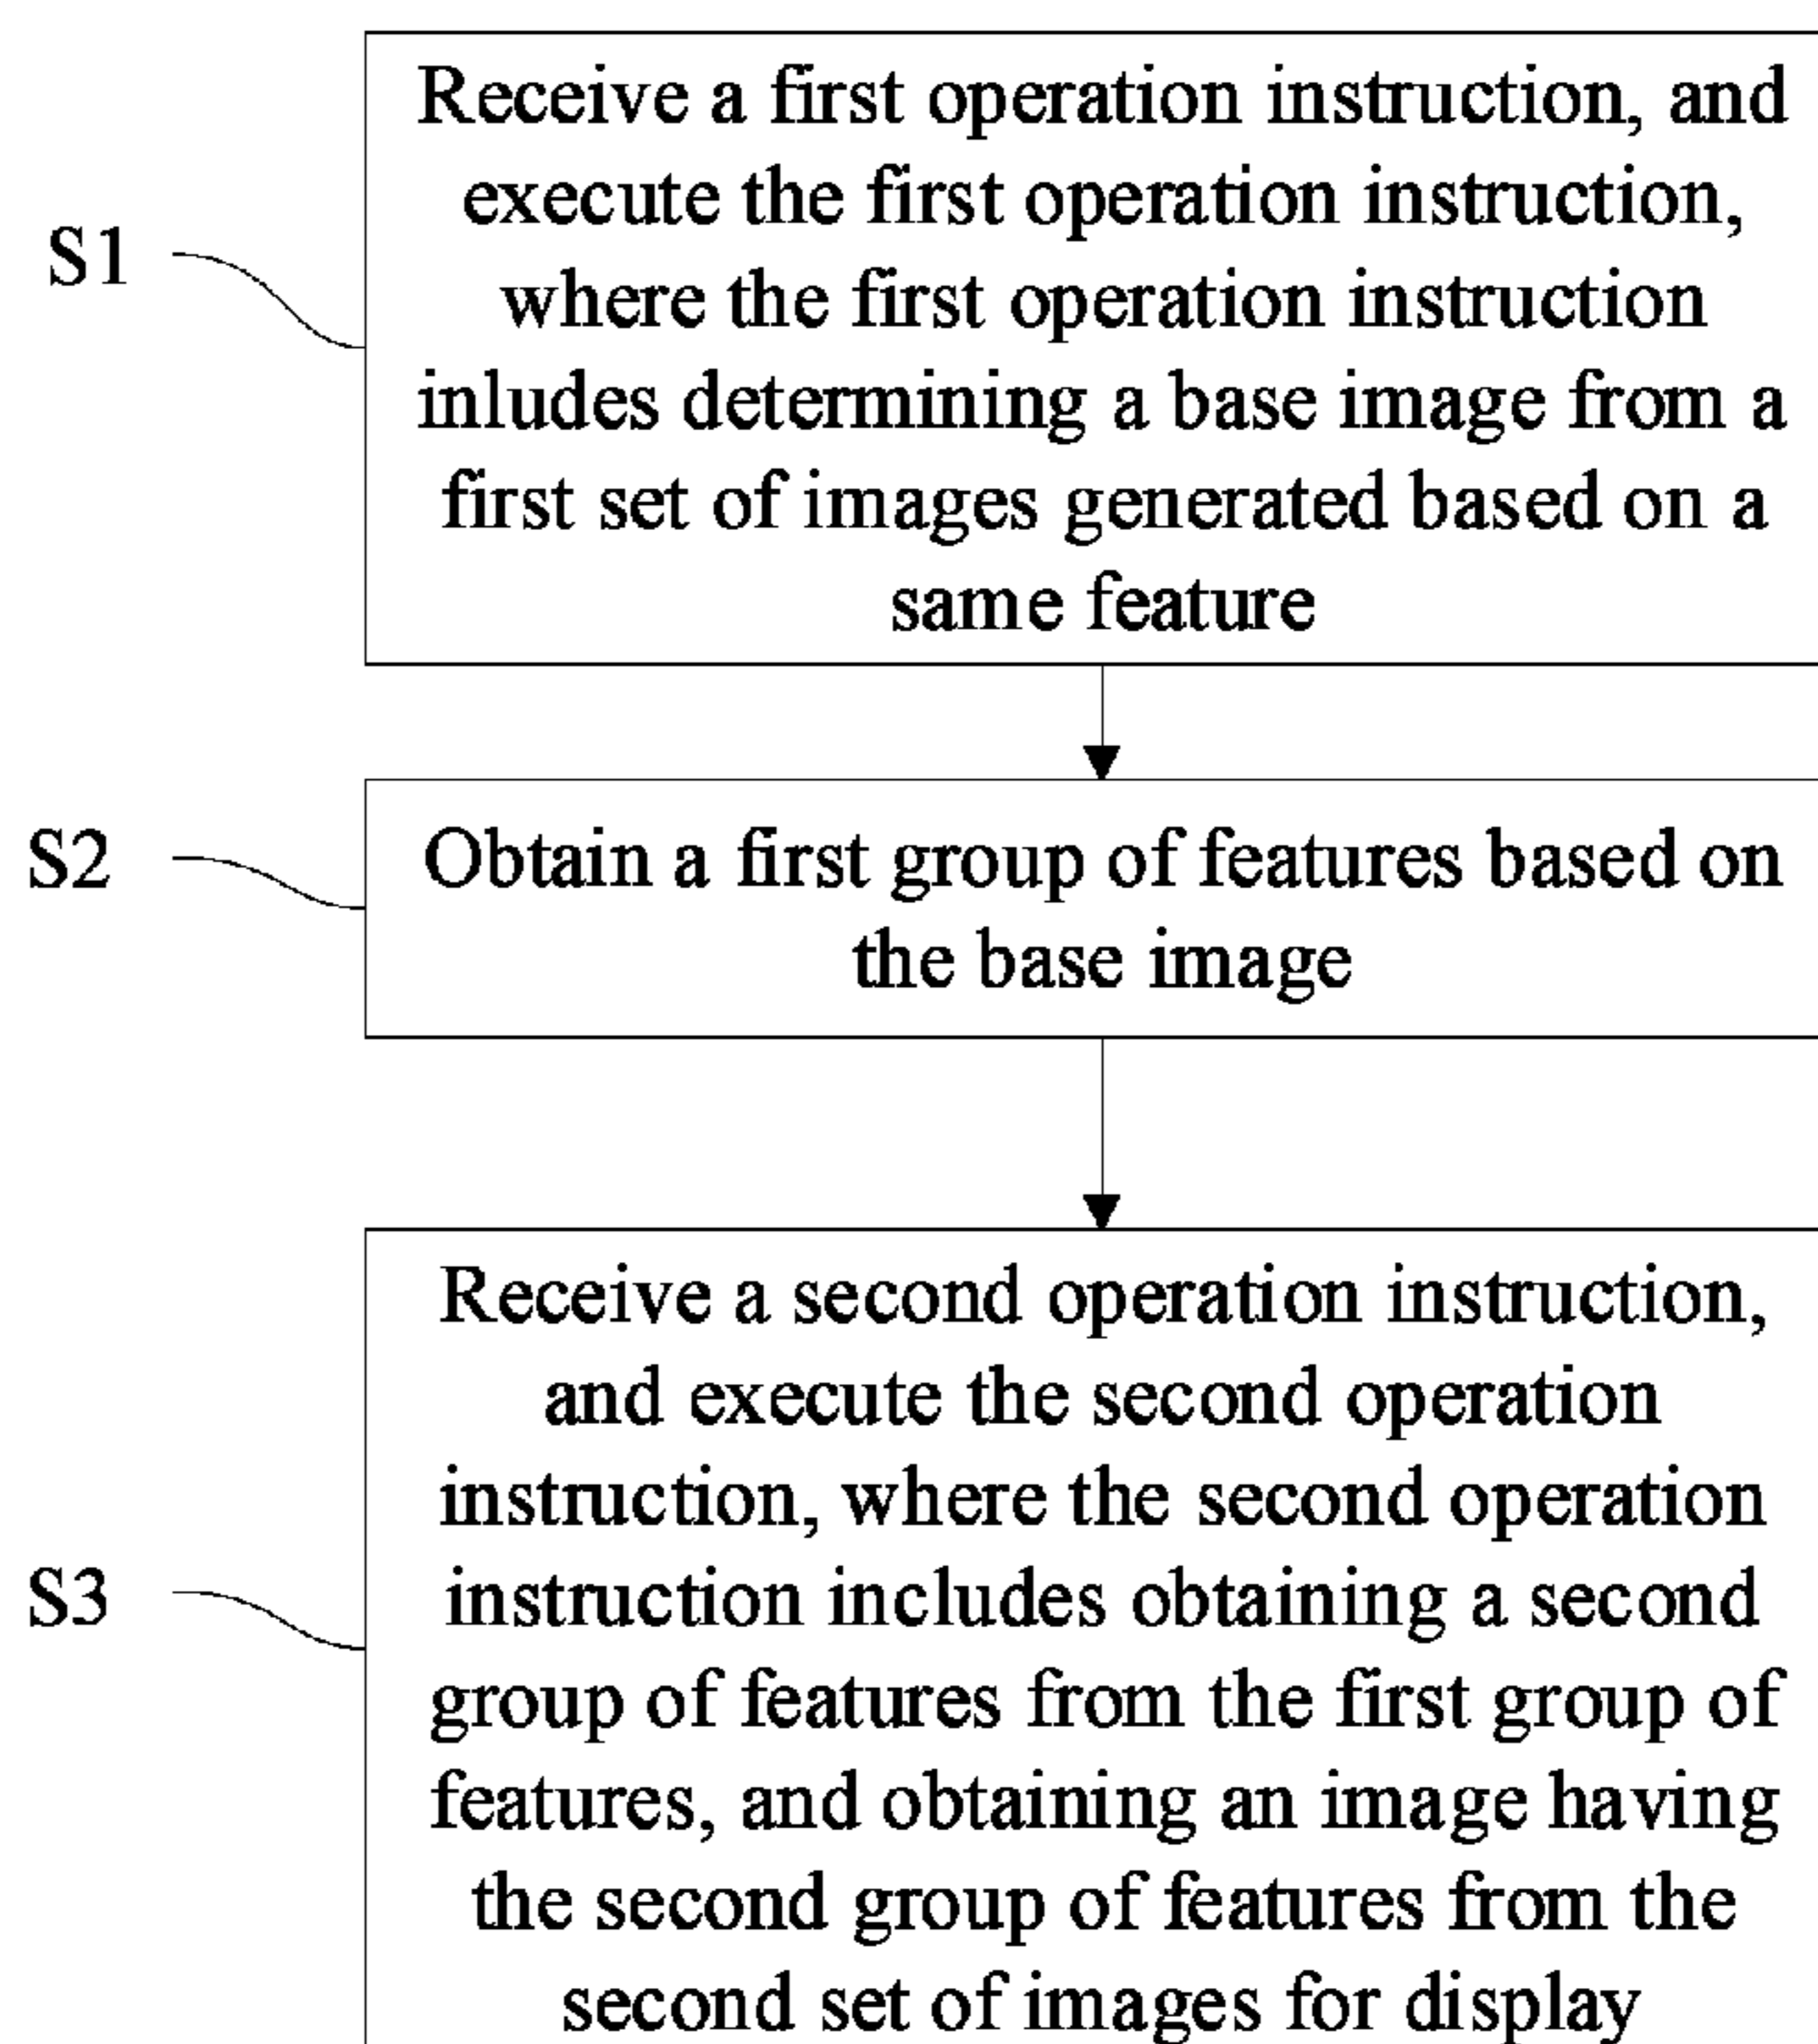 Receive a first operation instruction, and
execute the first operation instruction,
where the first operation instruction
inludes determining a base image from a
first set of images generated based on a
same feature
S1
Obtain a first group of features based on
the base image
S2
Receive a second operation instruction,
and execute the second operation
instruction, where the second operation
instruction includes obtaining a second
group of features from the first group of
features, and obtaining an image having
the second group of features from the
second set of images for display
S3